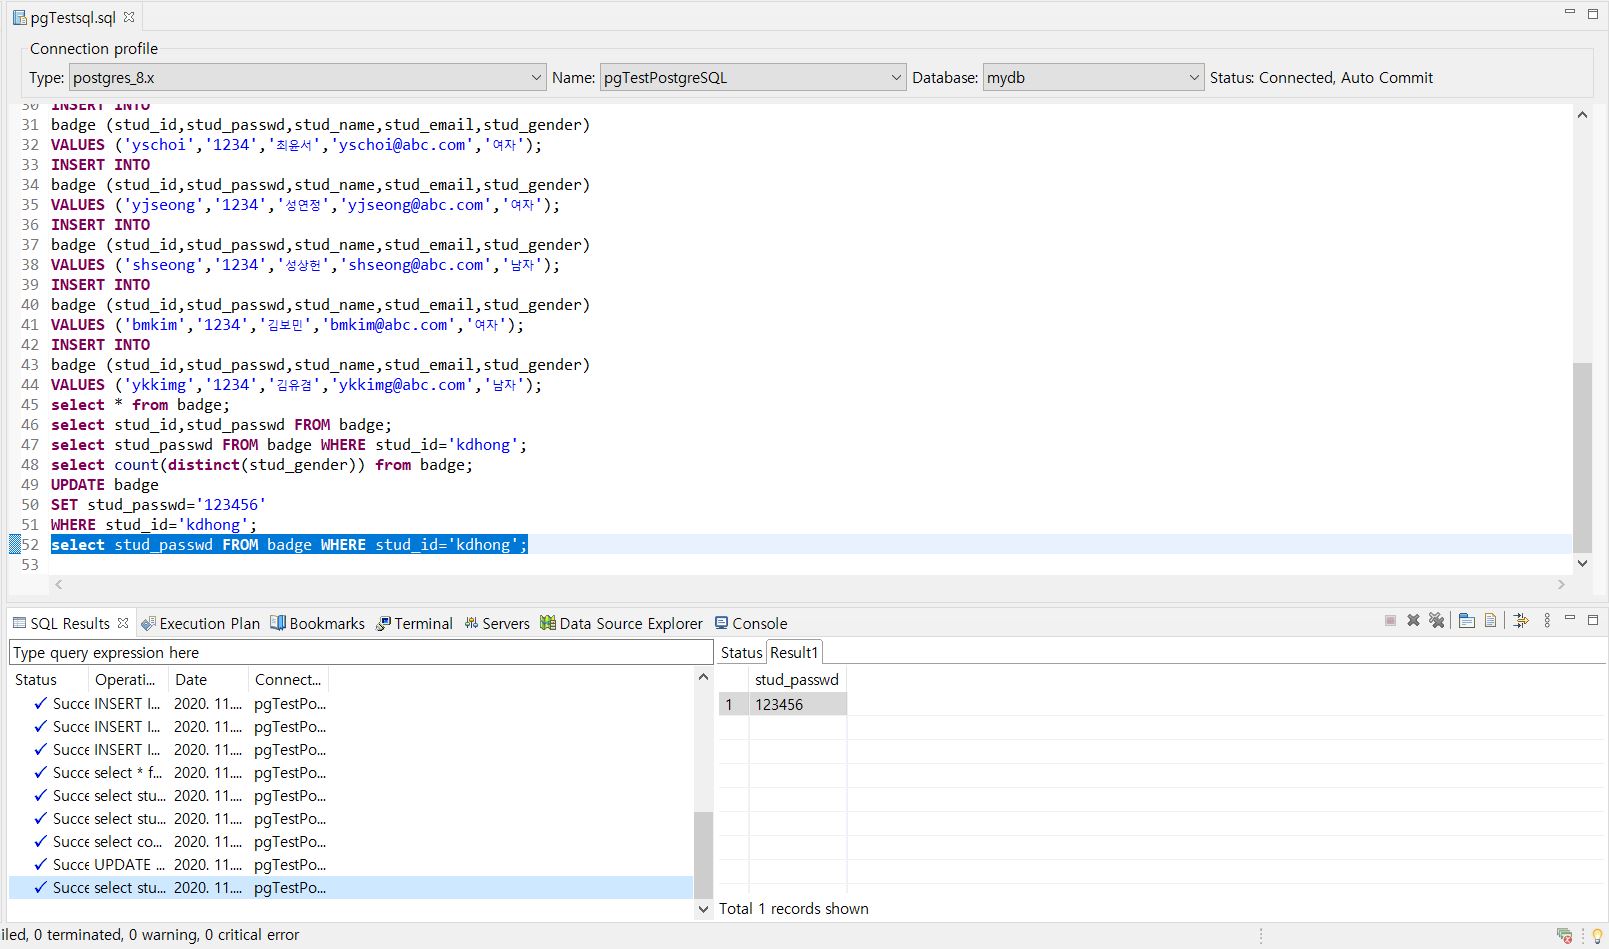 pgTestsql.sql
Connection profile
Type: postgres_8.x Name: pgTestPostgreSQL Database: mydb Status: Connected, Auto Commit
30 INSERT INTO
31 badge (stud_id,stud_passwd,stud_name,stud_email,stud_gender)
32 VALUES ('yschoi','1234','최윤서','yschoi@abc.com','여자');
33 INSERT INTO
34 badge (stud_id,stud_passwd,stud_name,stud_email,stud_gender)
35 VALUES ('yjseong','1234','성연정','yjseong@abc.com','여자');
36 INSERT INTO
37 badge (stud_id,stud_passwd,stud_name,stud_email,stud_gender)
38 VALUES ('shseong','1234','성상헌','shseong@abc.com','남자');
39 INSERT INTO
40 badge (stud_id,stud_passwd,stud_name,stud_email,stud_gender)
41 VALUES ('bmkim','1234','김보민','bmkim@abc.com','여자');
42 INSERT INTO
43 badge (stud_id,stud_passwd,stud_name,stud_email,stud_gender)
44 VALUES ('ykkimg','1234','김유겸','ykkimg@abc.com','남자');
45 select * from badge;
46 select stud_id,stud_passwd FROM badge;
47 select stud_passwd FROM badge WHERE stud_id='kdhong';
48 select count(distinct(stud_gender)) from badge;
49 UPDATE badge
50 SET stud_passwd='123456'
51 WHERE stud_id='kdhong';
52 select stud_passwd FROM badge WHERE stud_id='kdhong';
53
SQL Results Execution Plan Bookmarks Terminal Servers Data Source Explorer Console
Type query expression here
Status Operati... Date Connect...
Succe INSERT I... 2020. 11.... pgTestPo...
Succe INSERT I... 2020. 11.... pgTestPo...
Succe INSERT I... 2020. 11.... pgTestPo...
Succe select * f... 2020. 11.... pgTestPo...
Succe select stu... 2020. 11.... pgTestPo...
Succe select stu... 2020. 11.... pgTestPo...
Succe select co... 2020. 11.... pgTestPo...
Succe UPDATE ... 2020. 11.... pgTestPo...
Succe select stu... 2020. 11.... pgTestPo...
Status Result1
stud_passwd
1 123456
Total 1 records shown
iled, 0 terminated, 0 warning, 0 critical error